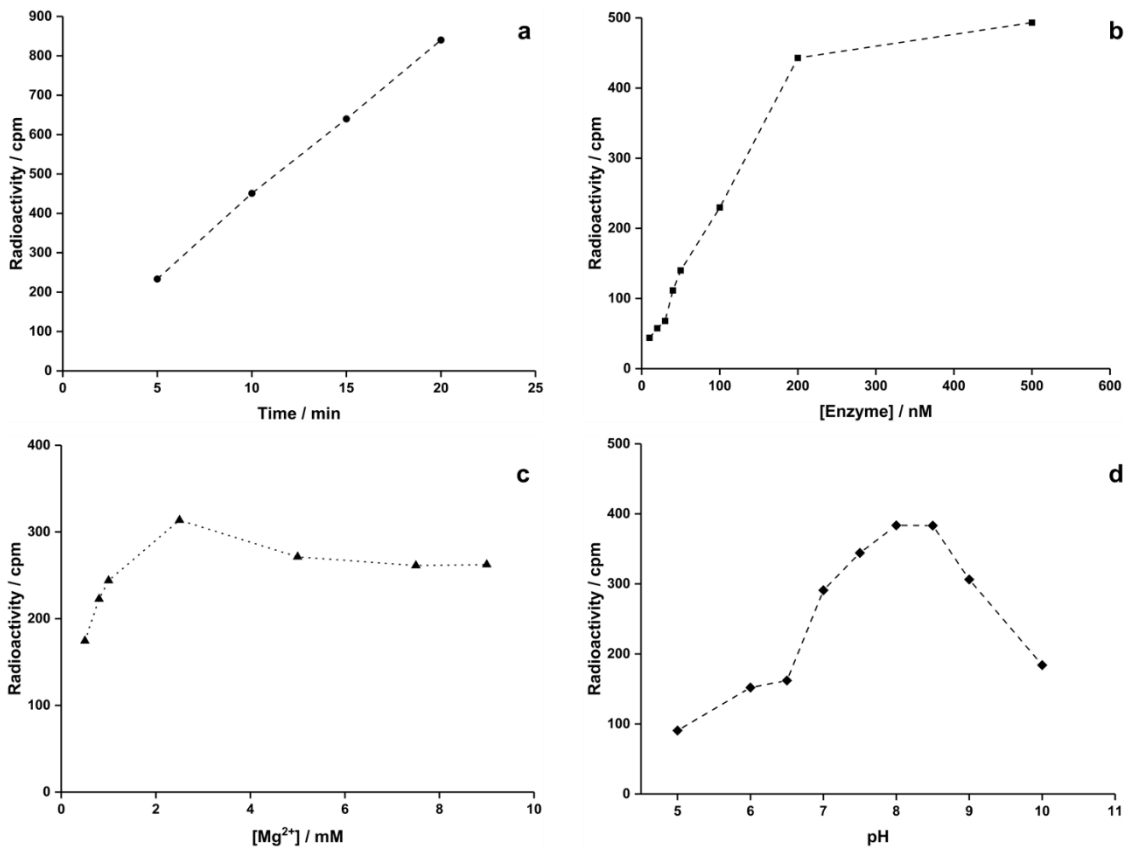 a
900
800
700
600
500
400
300
200
100
0
0 5 10 15 20 25
Radioactivity / cpm
Time / min
b
500
400
300
200
100
0
0 100 200 300 400 500 600
Radioactivity / cpm
[Enzyme] / nM
c
400
300
200
100
0
0 2 4 6 8 10
Radioactivity / cpm
[Mg²⁺] / mM
d
500
400
300
200
100
0
5 6 7 8 9 10 11
Radioactivity / cpm
pH